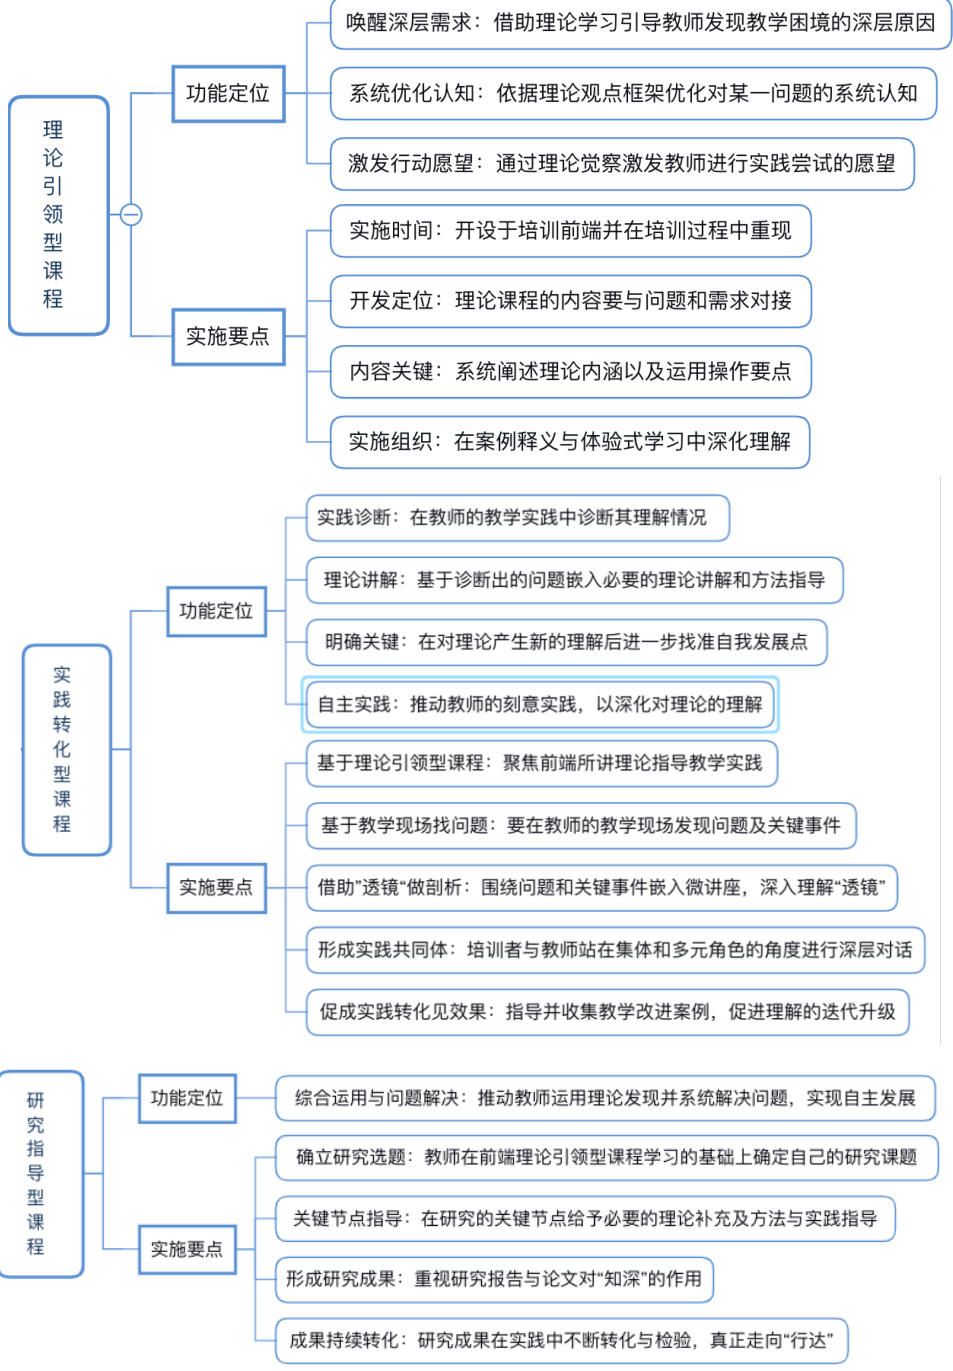 理论引领型课程
功能定位
唤醒深层需求：借助理论学习引导教师发现教学困境的深层原因
系统优化认知：依据理论观点框架优化对某一问题的系统认知
激发行动愿望：通过理论觉察激发教师进行实践尝试的愿望
实施要点
实施时间：开设于培训前端并在培训过程中重现
开发定位：理论课程的内容要与问题和需求对接
内容关键：系统阐述理论内涵以及运用操作要点
实施组织：在案例释义与体验式学习中深化理解
实践转化型课程
功能定位
实践诊断：在教师的教学实践中诊断其理解情况
理论讲解：基于诊断出的问题嵌入必要的理论讲解和方法指导
明确关键：在对理论产生新的理解后进一步找准自我发展点
自主实践：推动教师的刻意实践，以深化对理论的理解
实施要点
基于理论引领型课程：聚焦前端所讲理论指导教学实践
基于教学现场找问题：要在教师的教学现场发现问题及关键事件
借助”透镜“做剖析：围绕问题和关键事件嵌入微讲座，深入理解“透镜”
形成实践共同体：培训者与教师站在集体和多元角色的角度进行深层对话
促成实践转化见效果：指导并收集教学改进案例，促进理解的迭代升级
研究指导型课程
功能定位
综合运用与问题解决：推动教师运用理论发现并系统解决问题，实现自主发展
实施要点
确立研究选题：教师在前端理论引领型课程学习的基础上确定自己的研究课题
关键节点指导：在研究的关键节点给予必要的理论补充及方法与实践指导
形成研究成果：重视研究报告与论文对“知深”的作用
成果持续转化：研究成果在实践中不断转化与检验，真正走向“行达”